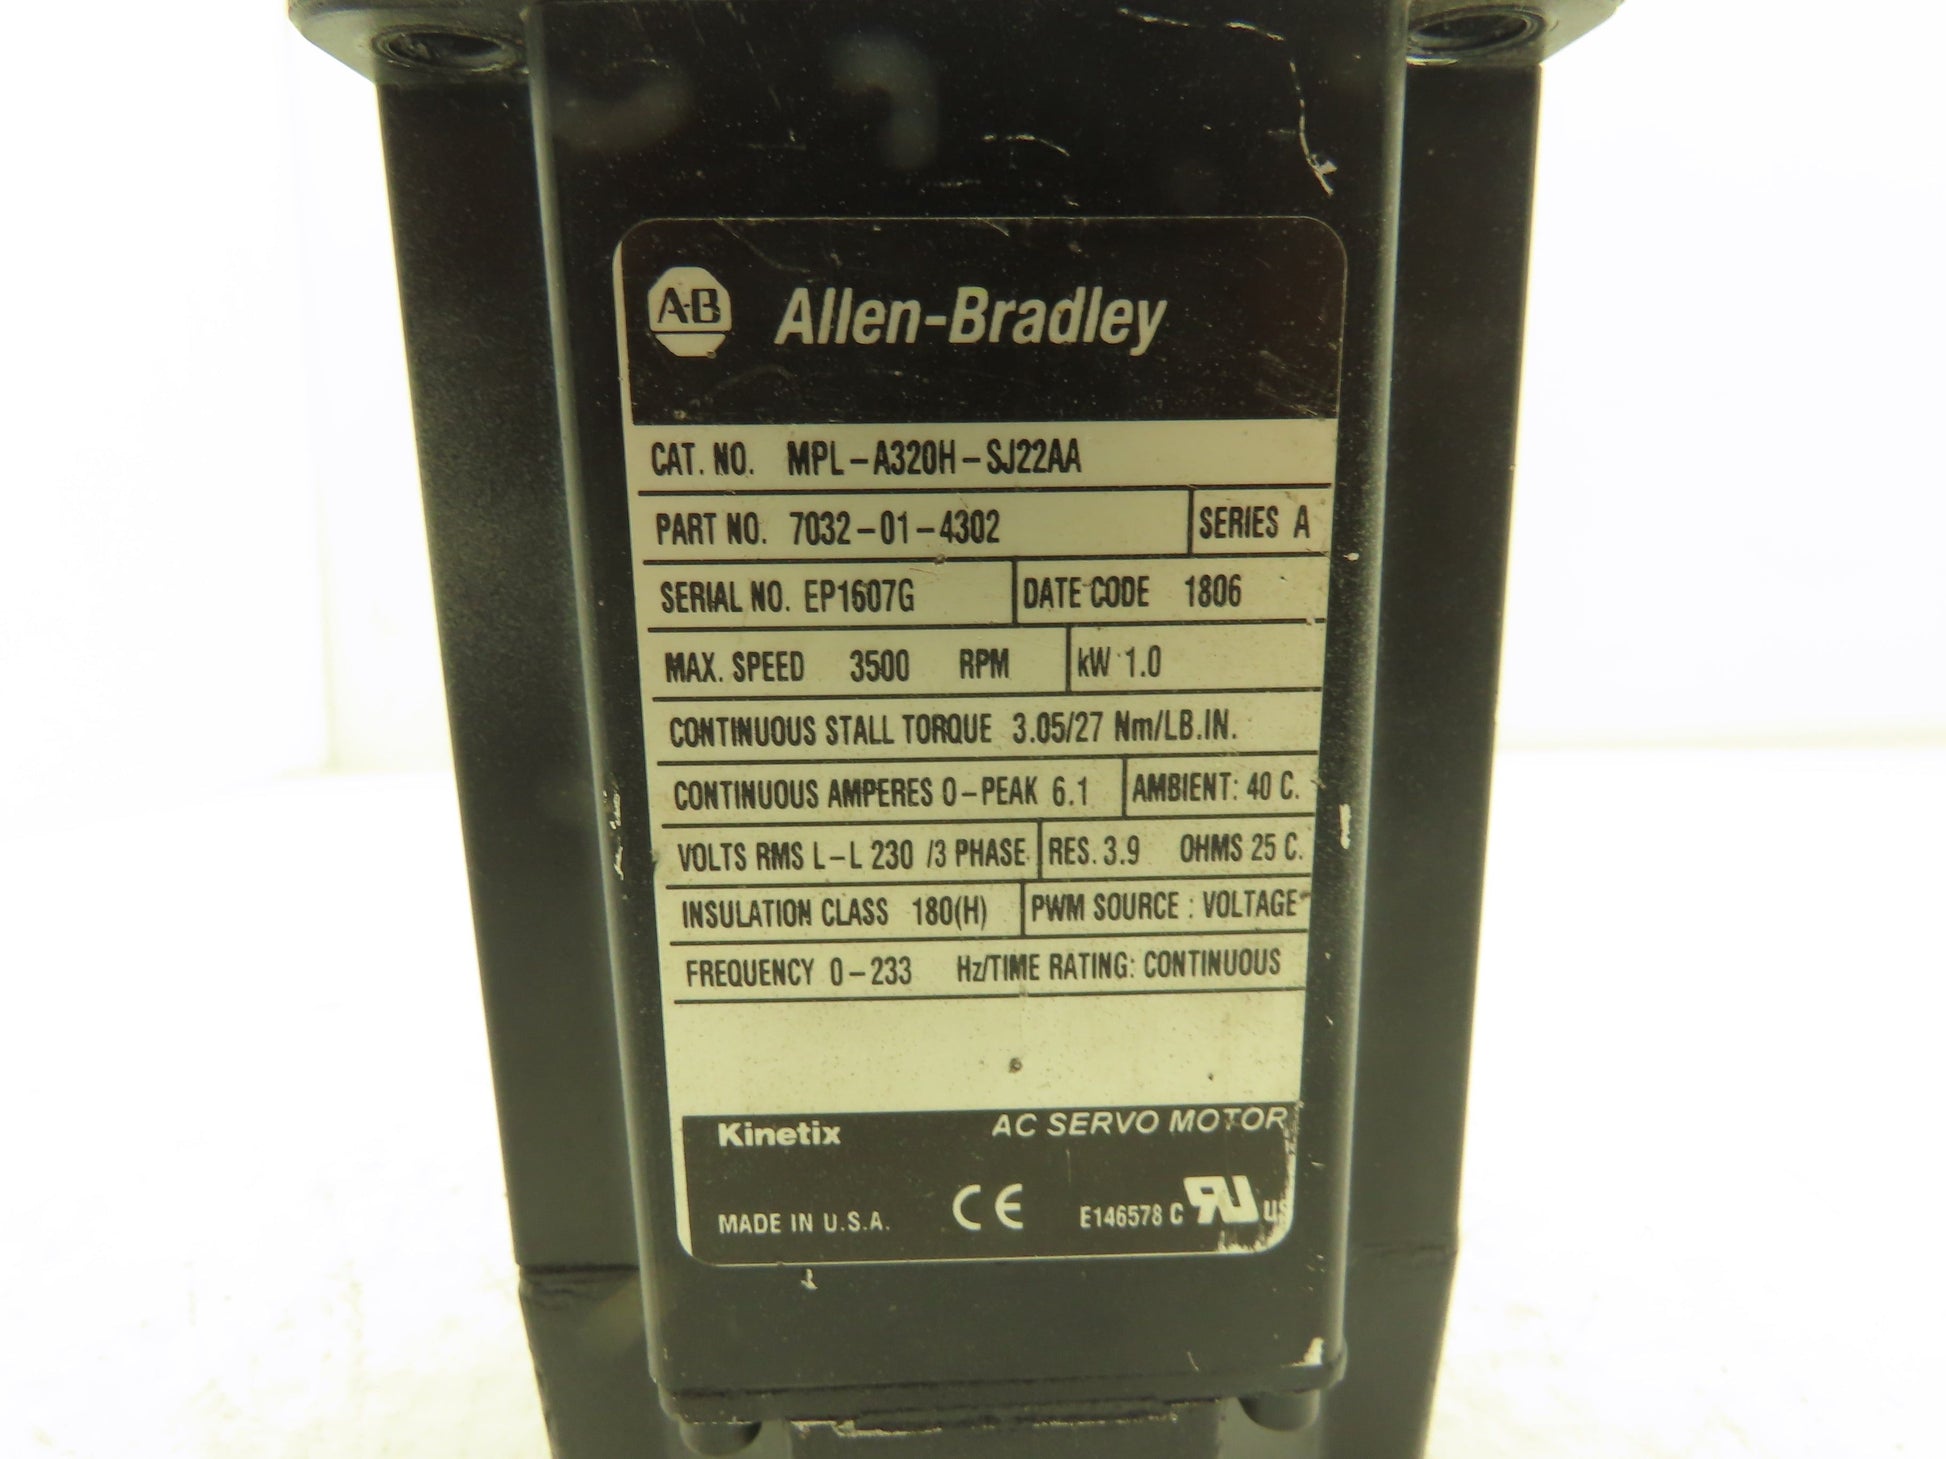 A-B Allen-Bradley
CAT. NO. MPL-A320H-SJ22AA
PART NO. 7032-01-4302 SERIES A
SERIAL NO. EP1607G DATE CODE 1806
MAX. SPEED 3500 RPM kW 1.0
CONTINUOUS STALL TORQUE 3.05/27 Nm/LB.IN.
CONTINUOUS AMPERES 0-PEAK 6.1 AMBIENT: 40 C.
VOLTS RMS L-L 230 /3 PHASE RES. 3.9 OHMS 25 C.
INSULATION CLASS 180(H) PWM SOURCE : VOLTAGE
FREQUENCY 0-233 Hz/TIME RATING: CONTINUOUS
Kinetix AC SERVO MOTOR
MADE IN U.S.A. CE E146578 C RU US